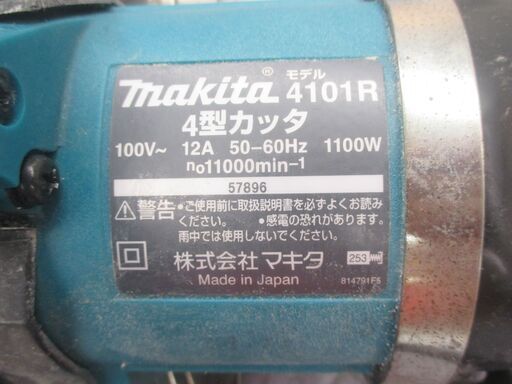 makita® モデル 4101R
4型カッタ
100V~ 12A 50-60Hz 1100W
no11000min-1
57896
⚠警告 ●ご使用前に取扱説明書を必ずよくお読み
ください。 ●感電の恐れがあります。
雨中では使用しないでください。
株式会社マキタ 253
Made in Japan 814791F5